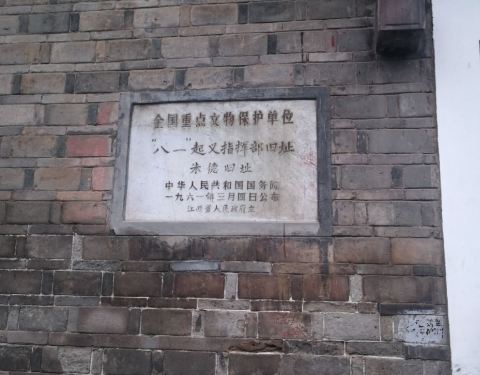 全国重点文物保护单位
"八一"起义指挥部旧址
朱德旧址
中华人民共和国国务院
一九六一年三月四日公布
江西省人民政府立